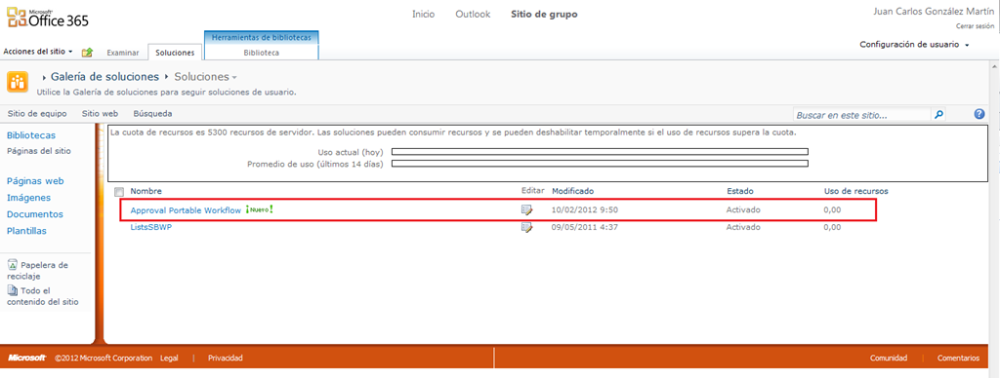 Microsoft
Office 365
Inicio Outlook Sitio de grupo
Juan Carlos González Martín
Cerrar sesión
Herramientas de bibliotecas
Acciones del sitio Examinar Soluciones Biblioteca
Configuración de usuario
Galería de soluciones Soluciones
Utilice la Galería de soluciones para seguir soluciones de usuario.
Sitio de equipo Sitio web Búsqueda
Buscar en este sitio...
Bibliotecas
Páginas del sitio
Páginas web
Imágenes
Documentos
Plantillas
Papelera de
reciclaje
Todo el
contenido del sitio
La cuota de recursos es 5300 recursos de servidor. Las soluciones pueden consumir recursos y se pueden deshabilitar temporalmente si el uso de recursos supera la cuota.
Uso actual (hoy)
Promedio de uso (últimos 14 días)
Nombre Editar Modificado Estado Uso de recursos
Approval Portable Workflow ¡Nuevo! 10/02/2012 9:50 Activado 0,00
ListsSBWP 09/05/2011 4:37 Activado 0,00
Microsoft ©2012 Microsoft Corporation Legal | Privacidad
Comunidad | Comentarios